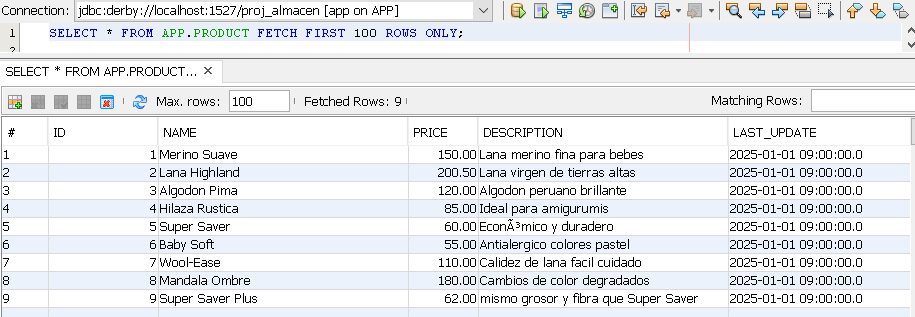 Connection: jdbc:derby://localhost:1527/proj_almacen [app on APP]
1 SELECT * FROM APP.PRODUCT FETCH FIRST 100 ROWS ONLY;
2
SELECT * FROM APP.PRODUCT... ×
Max. rows: 100 Fetched Rows: 9 Matching Rows:
# ID NAME PRICE DESCRIPTION LAST_UPDATE
1 1 Merino Suave 150.00 Lana merino fina para bebes 2025-01-01 09:00:00.0
2 2 Lana Highland 200.50 Lana virgen de tierras altas 2025-01-01 09:00:00.0
3 3 Algodon Pima 120.00 Algodon peruano brillante 2025-01-01 09:00:00.0
4 4 Hilaza Rustica 85.00 Ideal para amigurumis 2025-01-01 09:00:00.0
5 5 Super Saver 60.00 EconÃ³mico y duradero 2025-01-01 09:00:00.0
6 6 Baby Soft 55.00 Antialergico colores pastel 2025-01-01 09:00:00.0
7 7 Wool-Ease 110.00 Calidez de lana facil cuidado 2025-01-01 09:00:00.0
8 8 Mandala Ombre 180.00 Cambios de color degradados 2025-01-01 09:00:00.0
9 9 Super Saver Plus 62.00 mismo grosor y fibra que Super Saver 2025-01-01 09:00:00.0